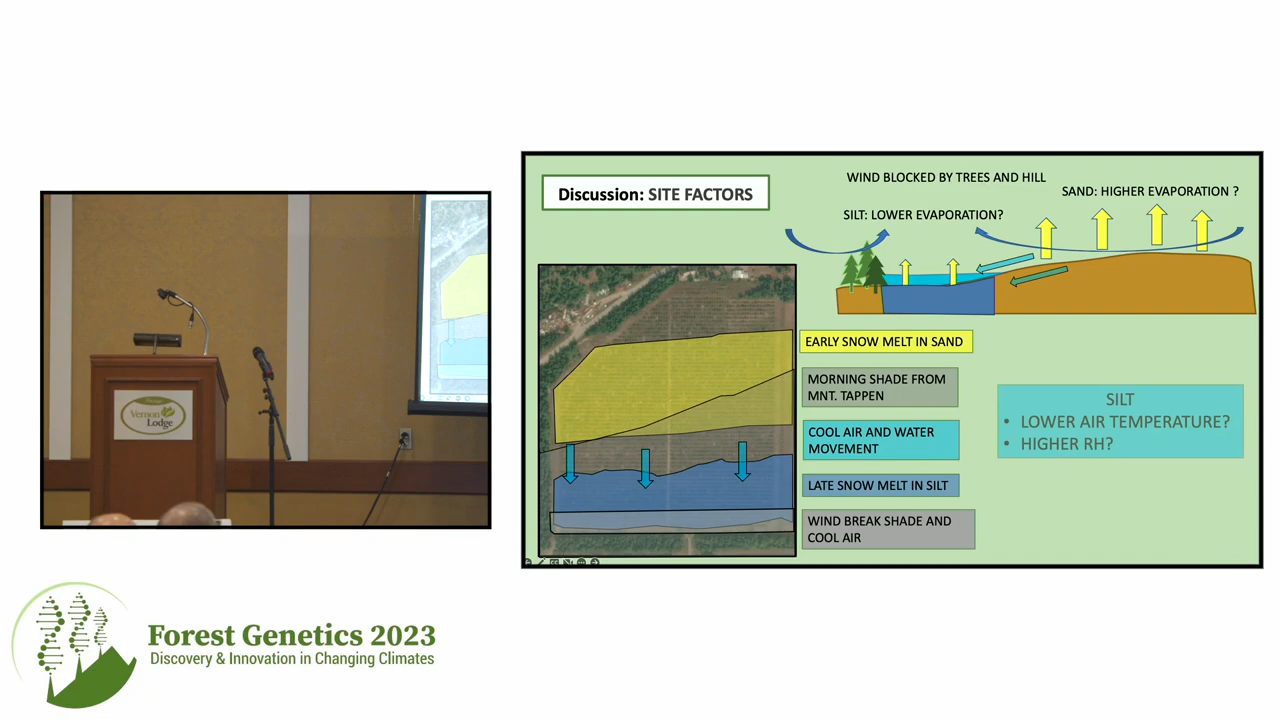 Discussion: SITE FACTORS
WIND BLOCKED BY TREES AND HILL
SAND: HIGHER EVAPORATION ?
SILT: LOWER EVAPORATION?
EARLY SNOW MELT IN SAND
MORNING SHADE FROM
MNT. TAPPEN
COOL AIR AND WATER
MOVEMENT
LATE SNOW MELT IN SILT
WIND BREAK SHADE AND
COOL AIR
SILT
• LOWER AIR TEMPERATURE?
• HIGHER RH?
Vernon
Lodge
Forest Genetics 2023
Discovery & Innovation in Changing Climates